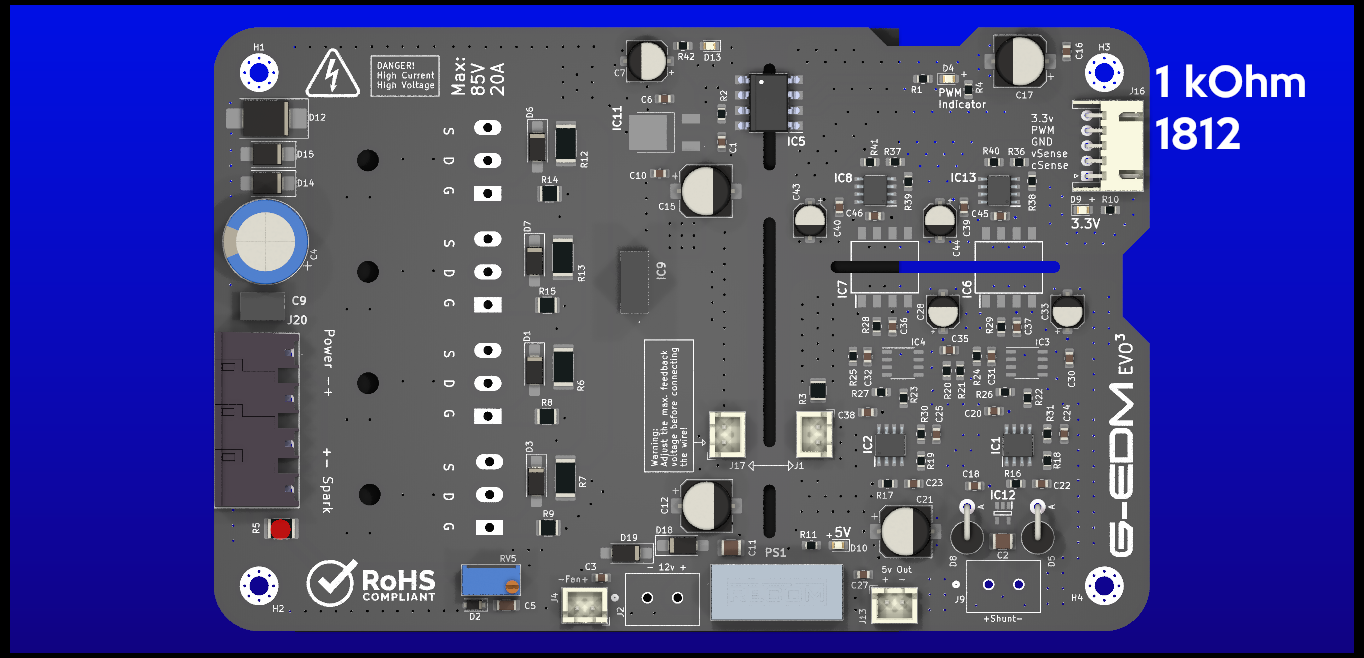 H1
DANGER!
High Current
High Voltage
Max:
85V
20A
C7
R42
D13
C17
C16
H3
1 kOhm
1812
J16
D4
+
R1
R4
PWM
Indicator
3.3v
PWM
GND
vSense
cSense
D12
D15
D14
C4
+
C9
J20
Power -+
+- Spark
R5
H2
RoHS
COMPLIANT
S
D
G
S
D
G
S
D
G
S
D
G
D6
R12
R14
D7
R13
R15
D1
R6
R8
D3
R7
R9
IC11
C6
R2
C1
IC5
C10
C15
IC9
R41
R37
IC8
R39
C43
C40
C46
R40
R36
IC13
R38
C39
C45
C44
D9 +
R10
3.3V
IC7
IC6
C28
C33
R28
C36
R29
C37
IC4
C35
IC3
R25
C32
R20
R21
R24
C31
C30
R27
R23
R26
R22
C38
C20
R30
C25
R31
C24
IC2
IC1
R19
R18
R17
C23
R16
C22
C18
IC12
C21
A
A
D8
C2
D5
Warning:
Adjust the max. feedback
voltage before connecting
the wire!
J17
J1
R3
C12
D18
D19
C11
PS1
R11
+5V
D10
- 12v +
J2
C3
-Fen+
J4
RV5
D2
C5
C27
5v Out
+ -
J13
J9
+Shunt-
H4
G-EDM EVO³